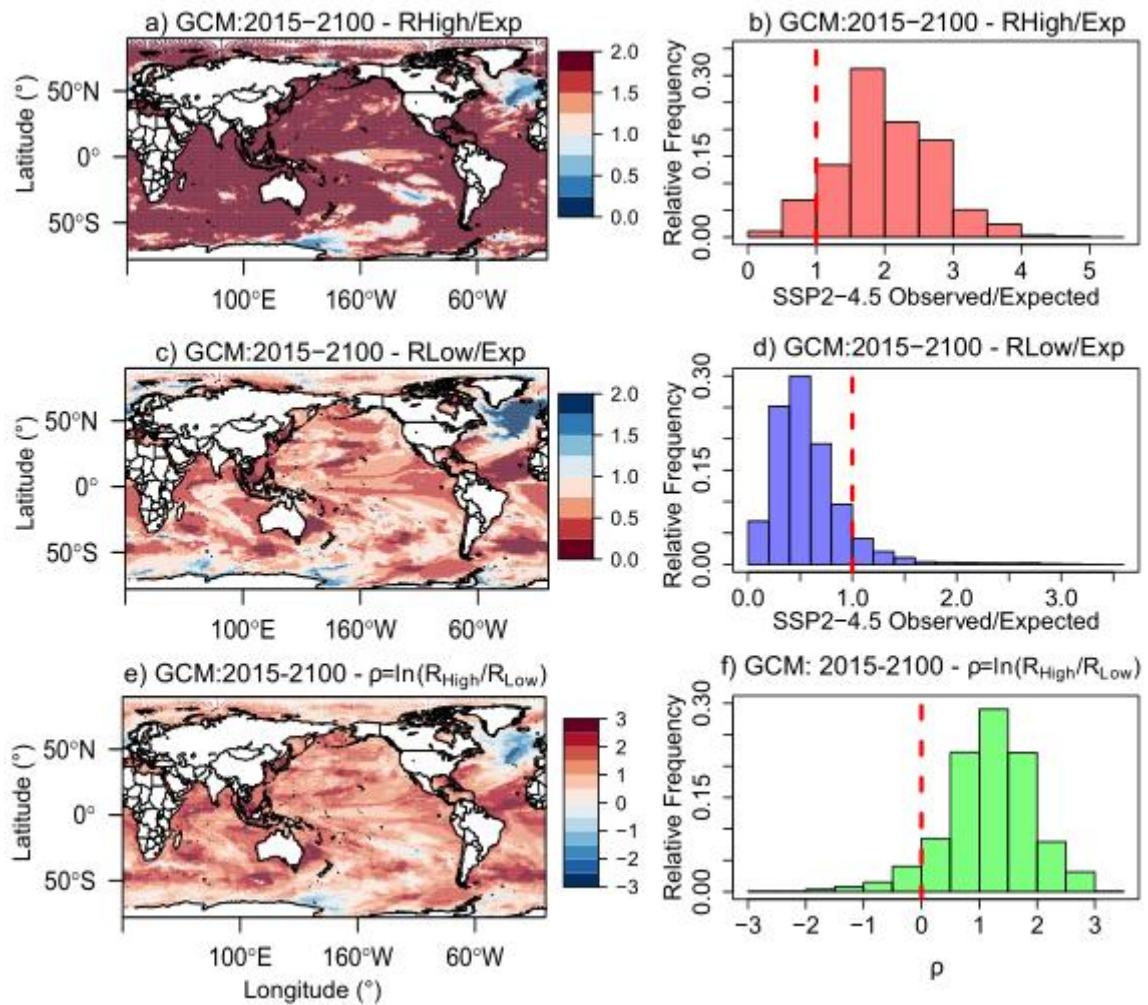 a) GCM:2015−2100 - RHigh/Exp
Latitude (°)
50°N
0°
50°S
100°E
160°W
60°W
2.0
1.5
1.0
0.5
0.0
b) GCM:2015−2100 - RHigh/Exp
Relative Frequency
0.30
0.15
0.00
0 1 2 3 4 5
SSP2−4.5 Observed/Expected
c) GCM:2015−2100 - RLow/Exp
Latitude (°)
50°N
0°
50°S
100°E
160°W
60°W
2.0
1.5
1.0
0.5
0.0
d) GCM:2015−2100 - RLow/Exp
Relative Frequency
0.30
0.15
0.00
0.0 1.0 2.0 3.0
SSP2−4.5 Observed/Expected
e) GCM:2015-2100 - ρ=ln(RHigh/RLow)
Latitude (°)
50°N
0°
50°S
100°E
160°W
60°W
Longitude (°)
3
2
1
0
−1
−2
−3
f) GCM: 2015-2100 - ρ=ln(RHigh/RLow)
Relative Frequency
0.30
0.15
0.00
−3 −2 −1 0 1 2 3
ρ